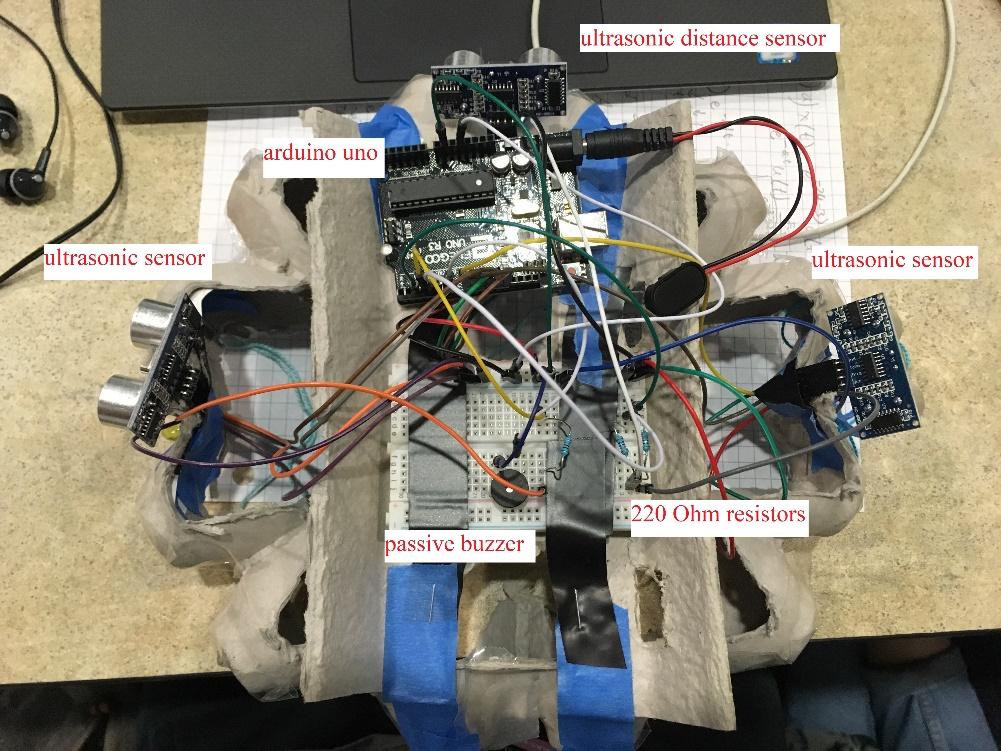 ultrasonic distance sensor
arduino uno
ultrasonic sensor
ultrasonic sensor
UNO R3
220 Ohm resistors
passive buzzer